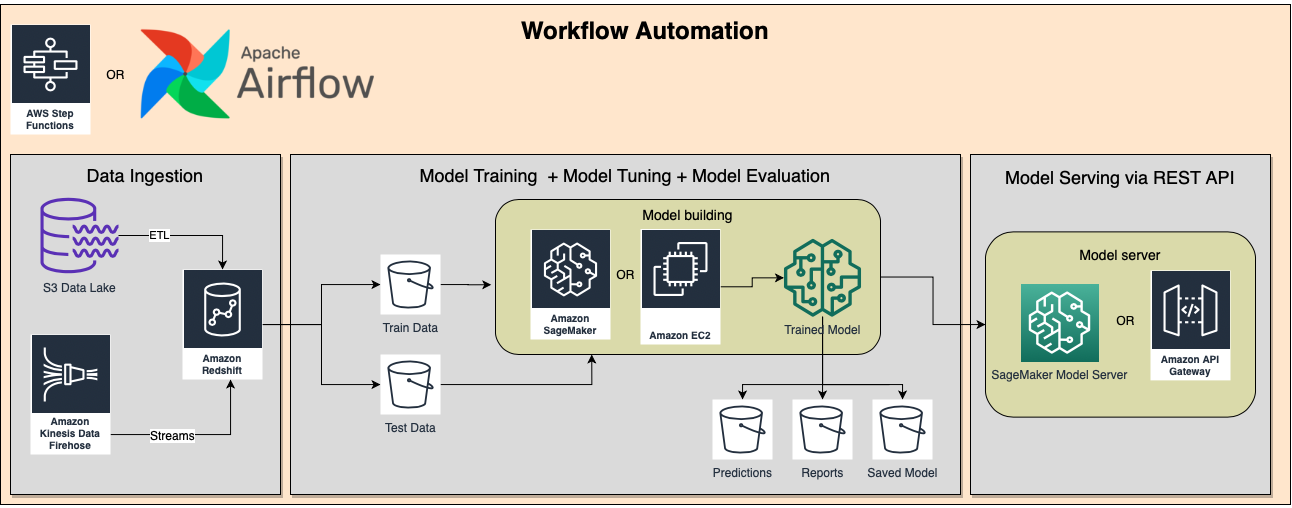 Workflow Automation
AWS Step
Functions
OR
Apache
Airflow
Data Ingestion
S3 Data Lake
ETL
Amazon
Redshift
Amazon
Kinesis Data
Firehose
Streams
Model Training + Model Tuning + Model Evaluation
Train Data
Test Data
Model building
Amazon
SageMaker
OR
Amazon EC2
Trained Model
Predictions
Reports
Saved Model
Model Serving via REST API
Model server
SageMaker Model Server
OR
</>
Amazon API
Gateway